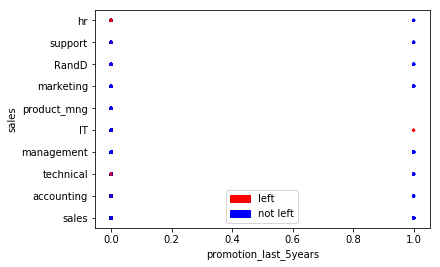 hr
support
RandD
marketing
product_mng
IT
management
technical
accounting
sales
sales
left
not left
0.0 0.2 0.4 0.6 0.8 1.0
promotion_last_5years